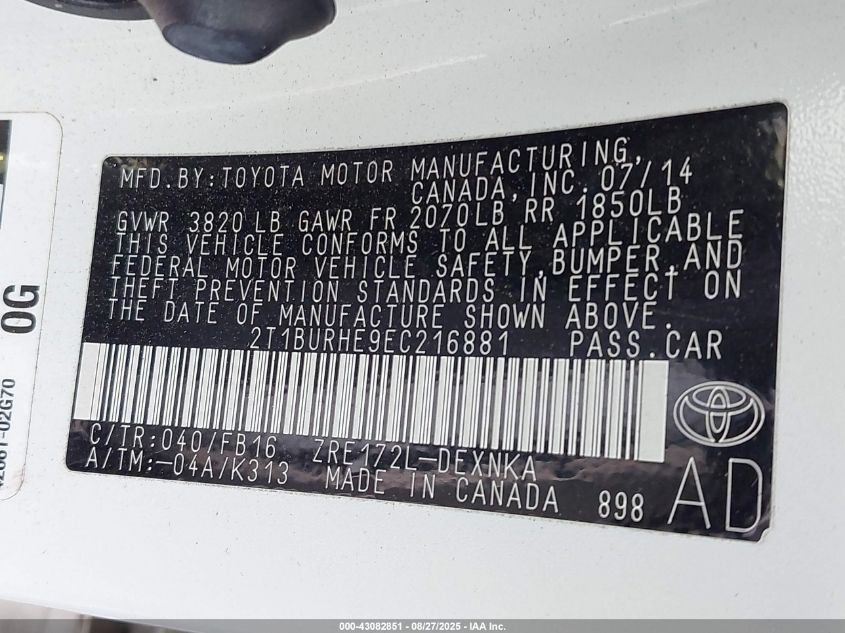 MFD.BY:TOYOTA MOTOR MANUFACTURING,
CANADA,INC. 07/14
GVWR 3820 LB GAWR FR 2070LB RR 1850LB
THIS VEHICLE CONFORMS TO ALL APPLICABLE
FEDERAL MOTOR VEHICLE SAFETY,BUMPER,AND
THEFT PREVENTION STANDARDS IN EFFECT ON
THE DATE OF MANUFACTURE SHOWN ABOVE.
2T1BURHE9EC216881 PASS.CAR
C/TR:040/FB16 ZRE172L-DEXNKA
A/TM:-04A/K313 MADE IN CANADA 898
AD
0G
000-43082851 - 08/27/2025 - IAA Inc.